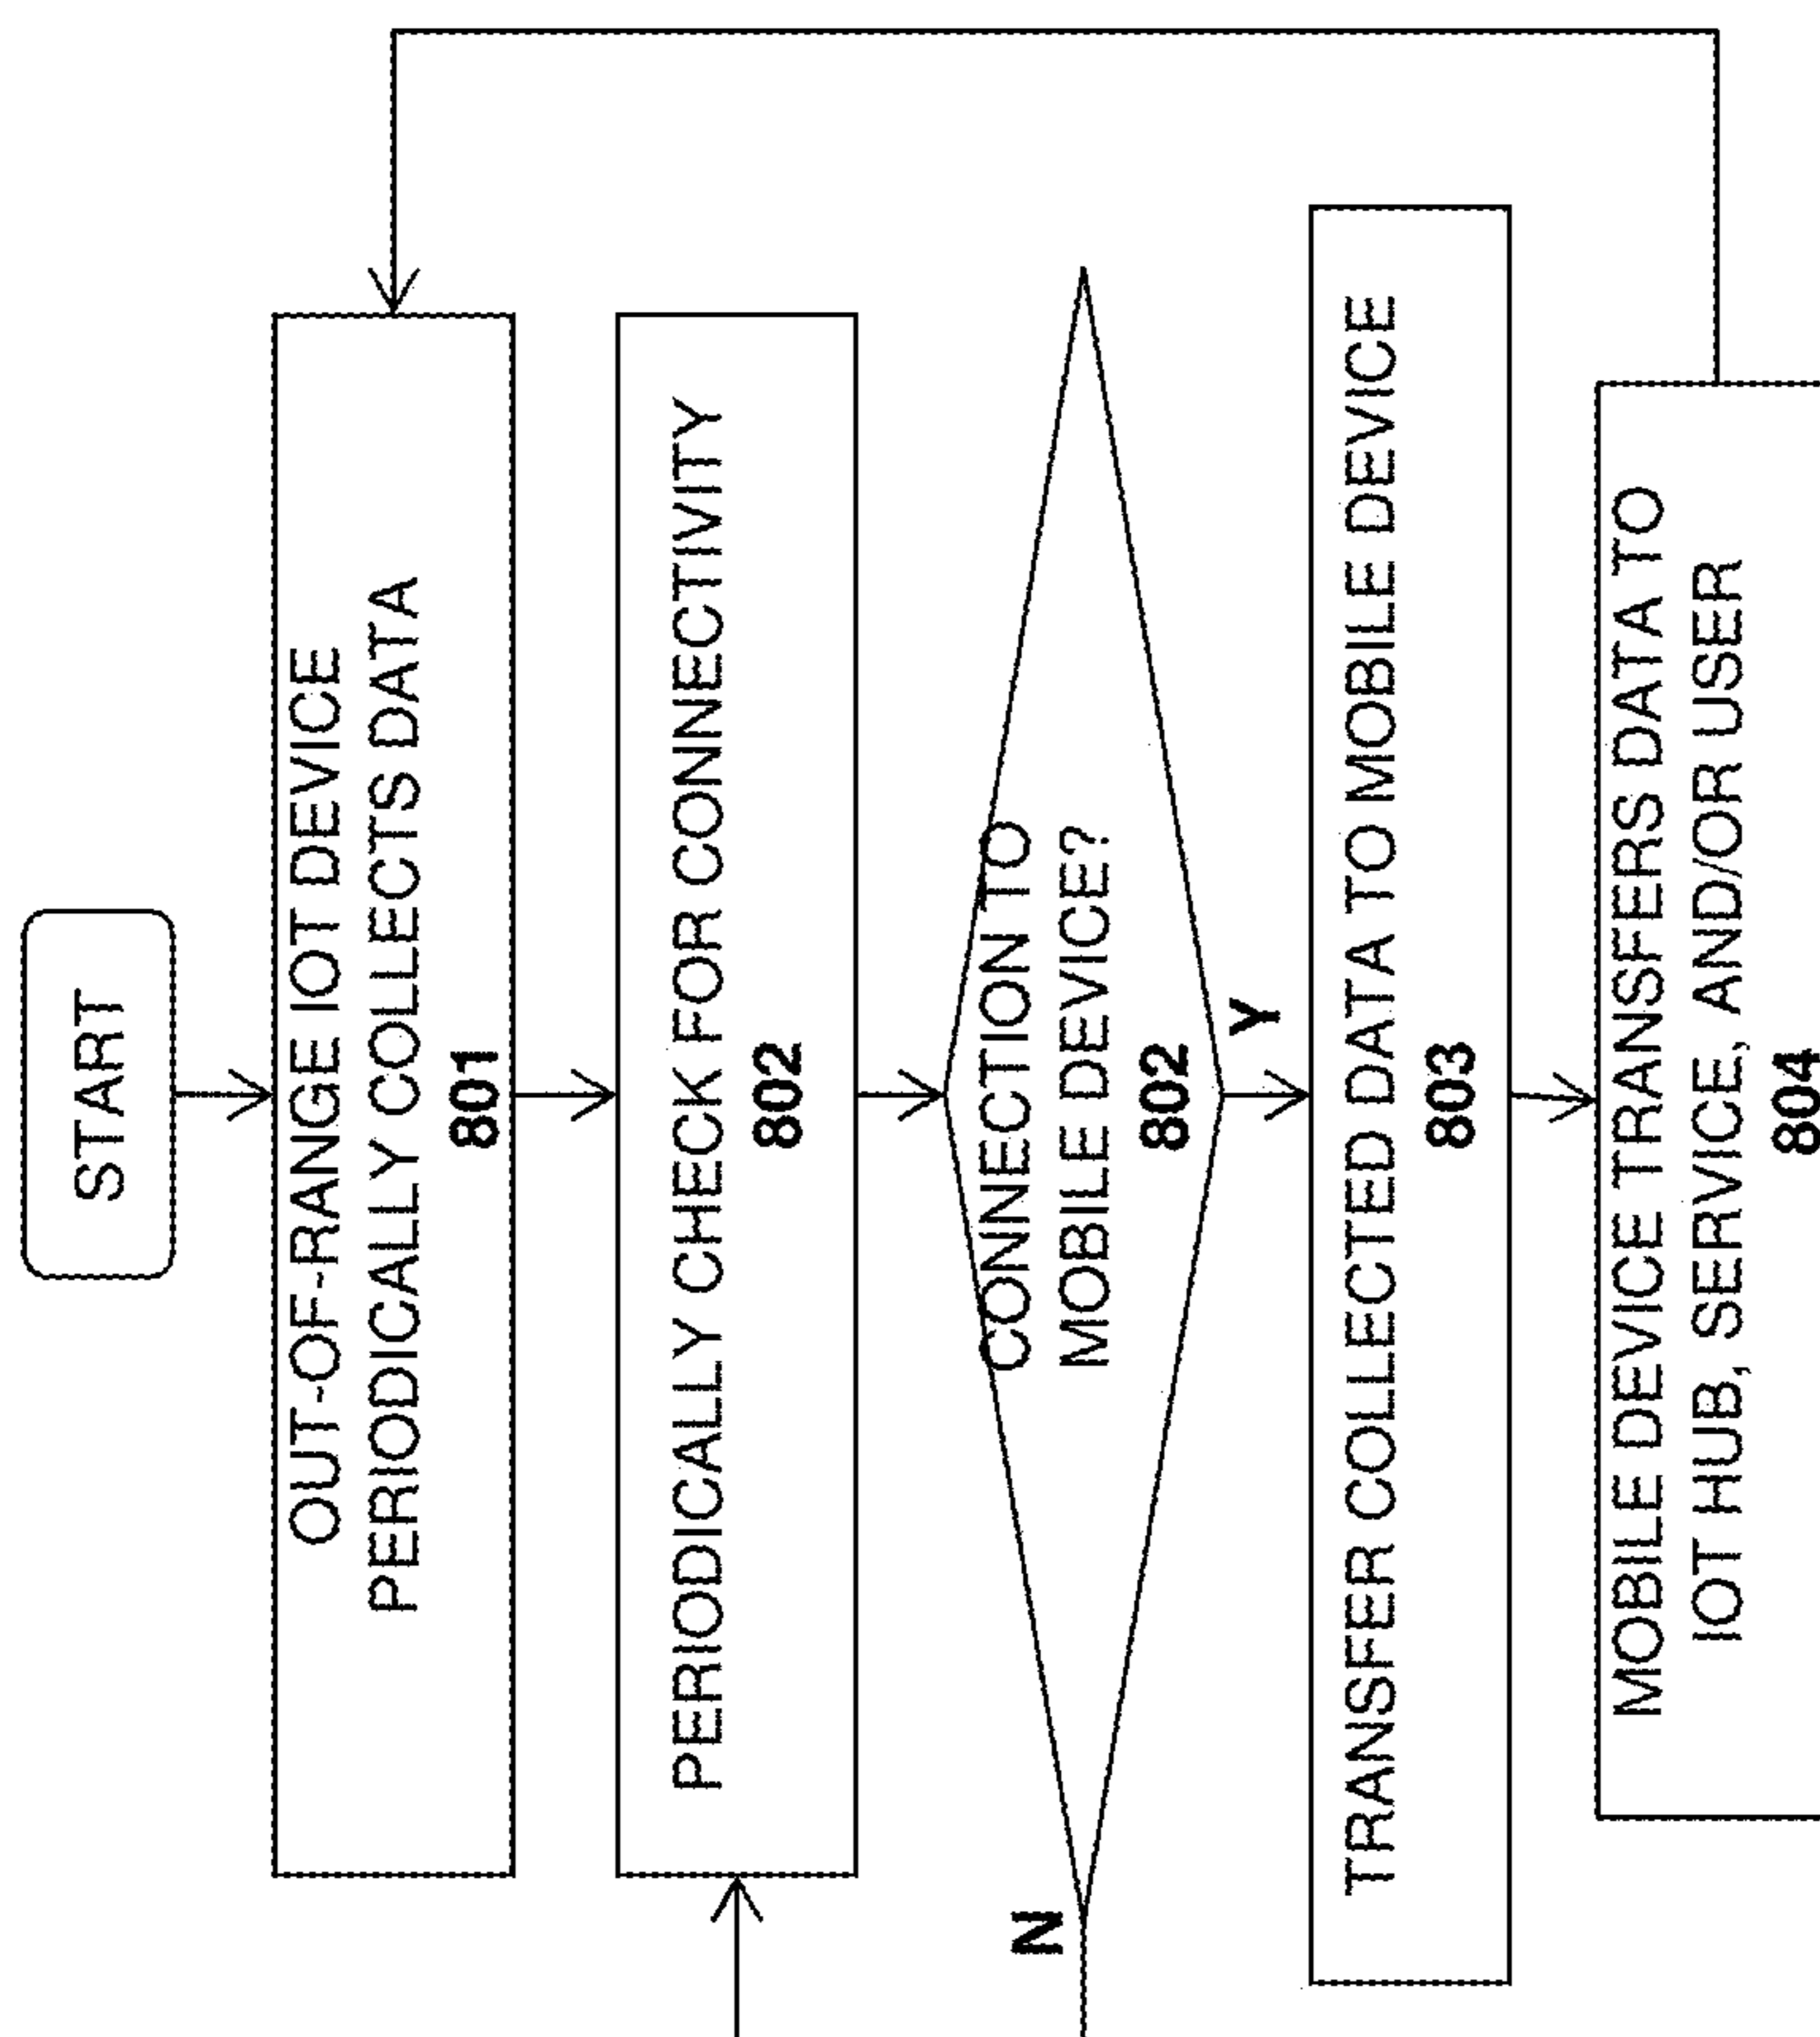 START
OUT-OF-RANGE IOT DEVICE
PERIODICALLY COLLECTS DATA
801
PERIODICALLY CHECK FOR CONNECTIVITY
802
CONNECTION TO
MOBILE DEVICE?
802
N
Y
TRANSFER COLLECTED DATA TO MOBILE DEVICE
803
MOBILE DEVICE TRANSFERS DATA TO
IOT HUB, SERVICE, AND/OR USER
804